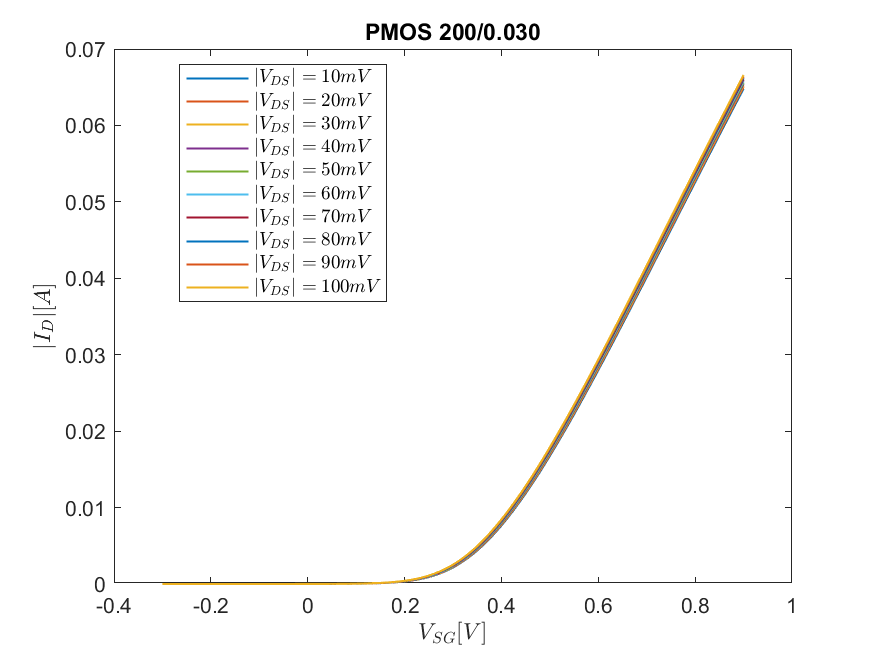 PMOS 200/0.030
0.07
0.06
0.05
0.04
0.03
0.02
0.01
0
|I_D|[A]
|V_DS| = 10mV
|V_DS| = 20mV
|V_DS| = 30mV
|V_DS| = 40mV
|V_DS| = 50mV
|V_DS| = 60mV
|V_DS| = 70mV
|V_DS| = 80mV
|V_DS| = 90mV
|V_DS| = 100mV
-0.4 -0.2 0 0.2 0.4 0.6 0.8 1
V_SG[V]